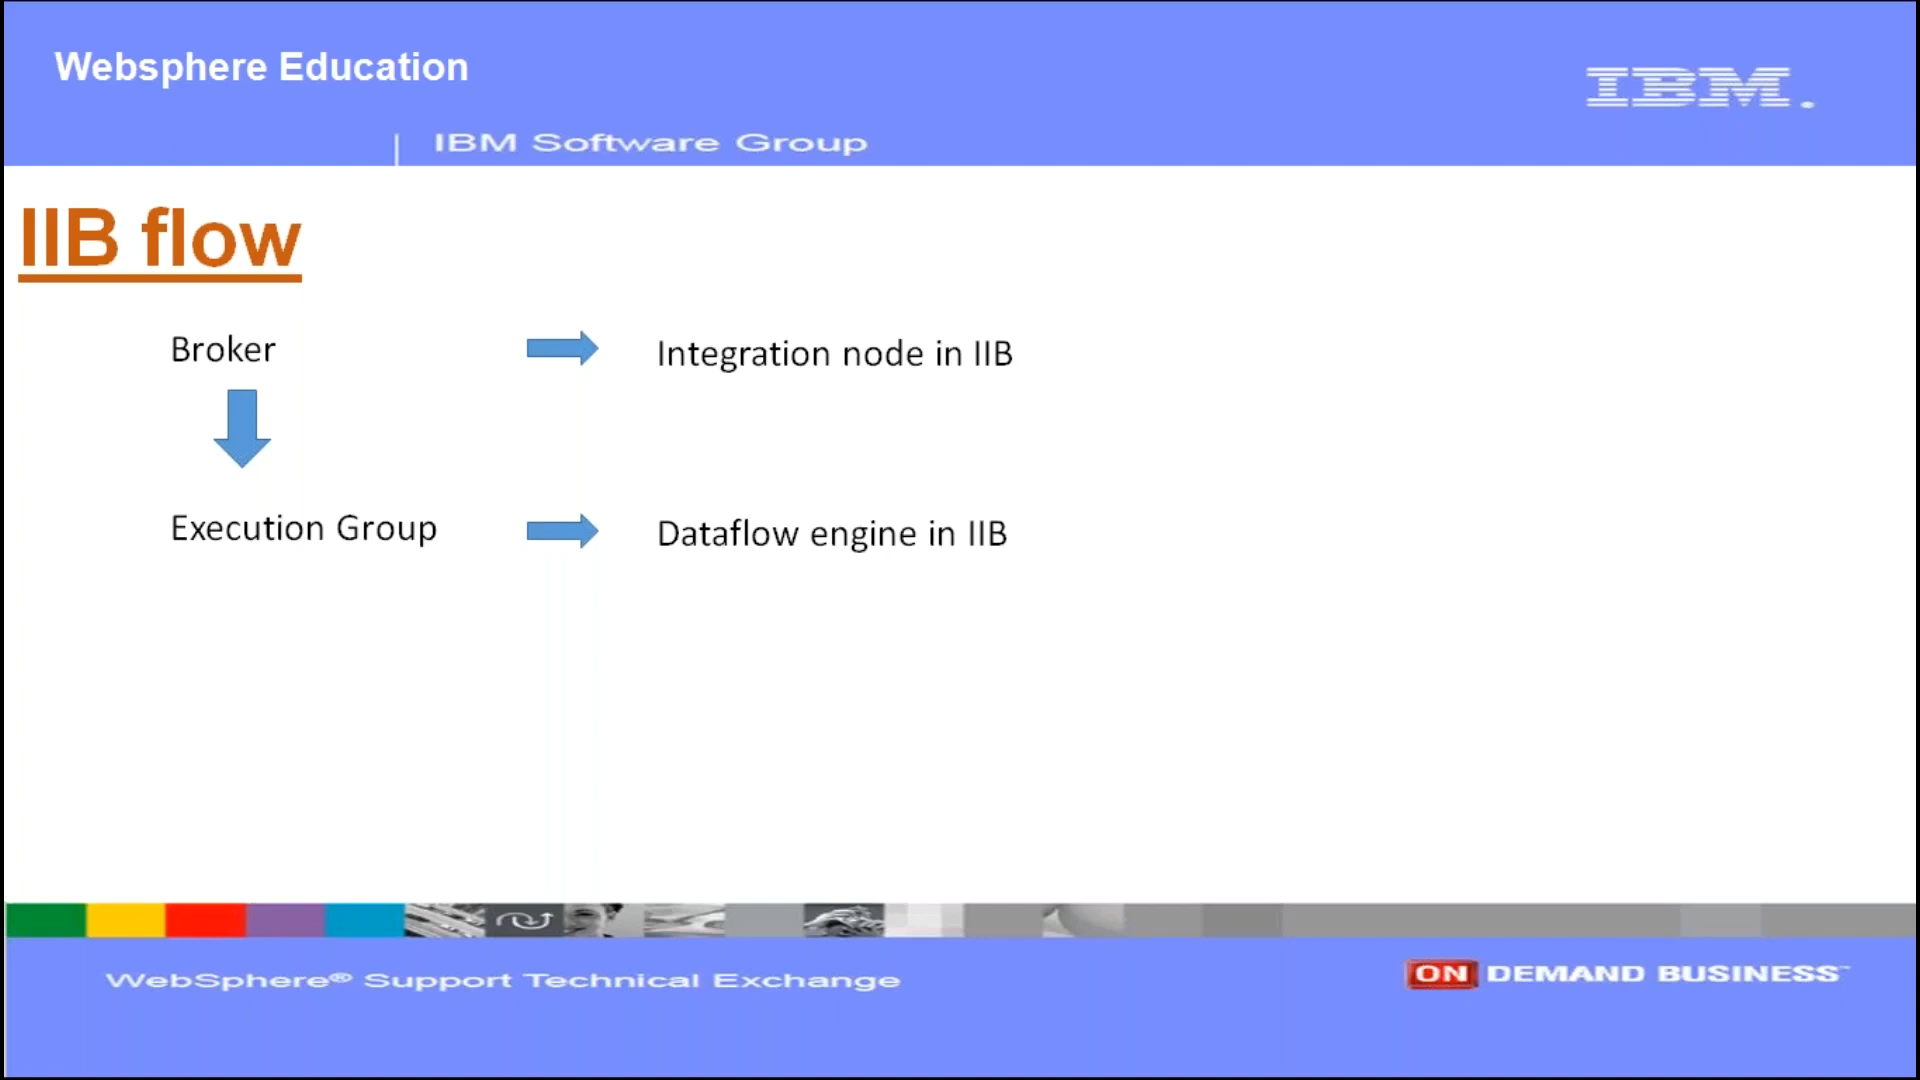 Websphere Education
IBM.
IBM Software Group
IIB flow
Broker
Integration node in IIB
Execution Group
Dataflow engine in IIB
WebSphere® Support Technical Exchange
ON DEMAND BUSINESS™